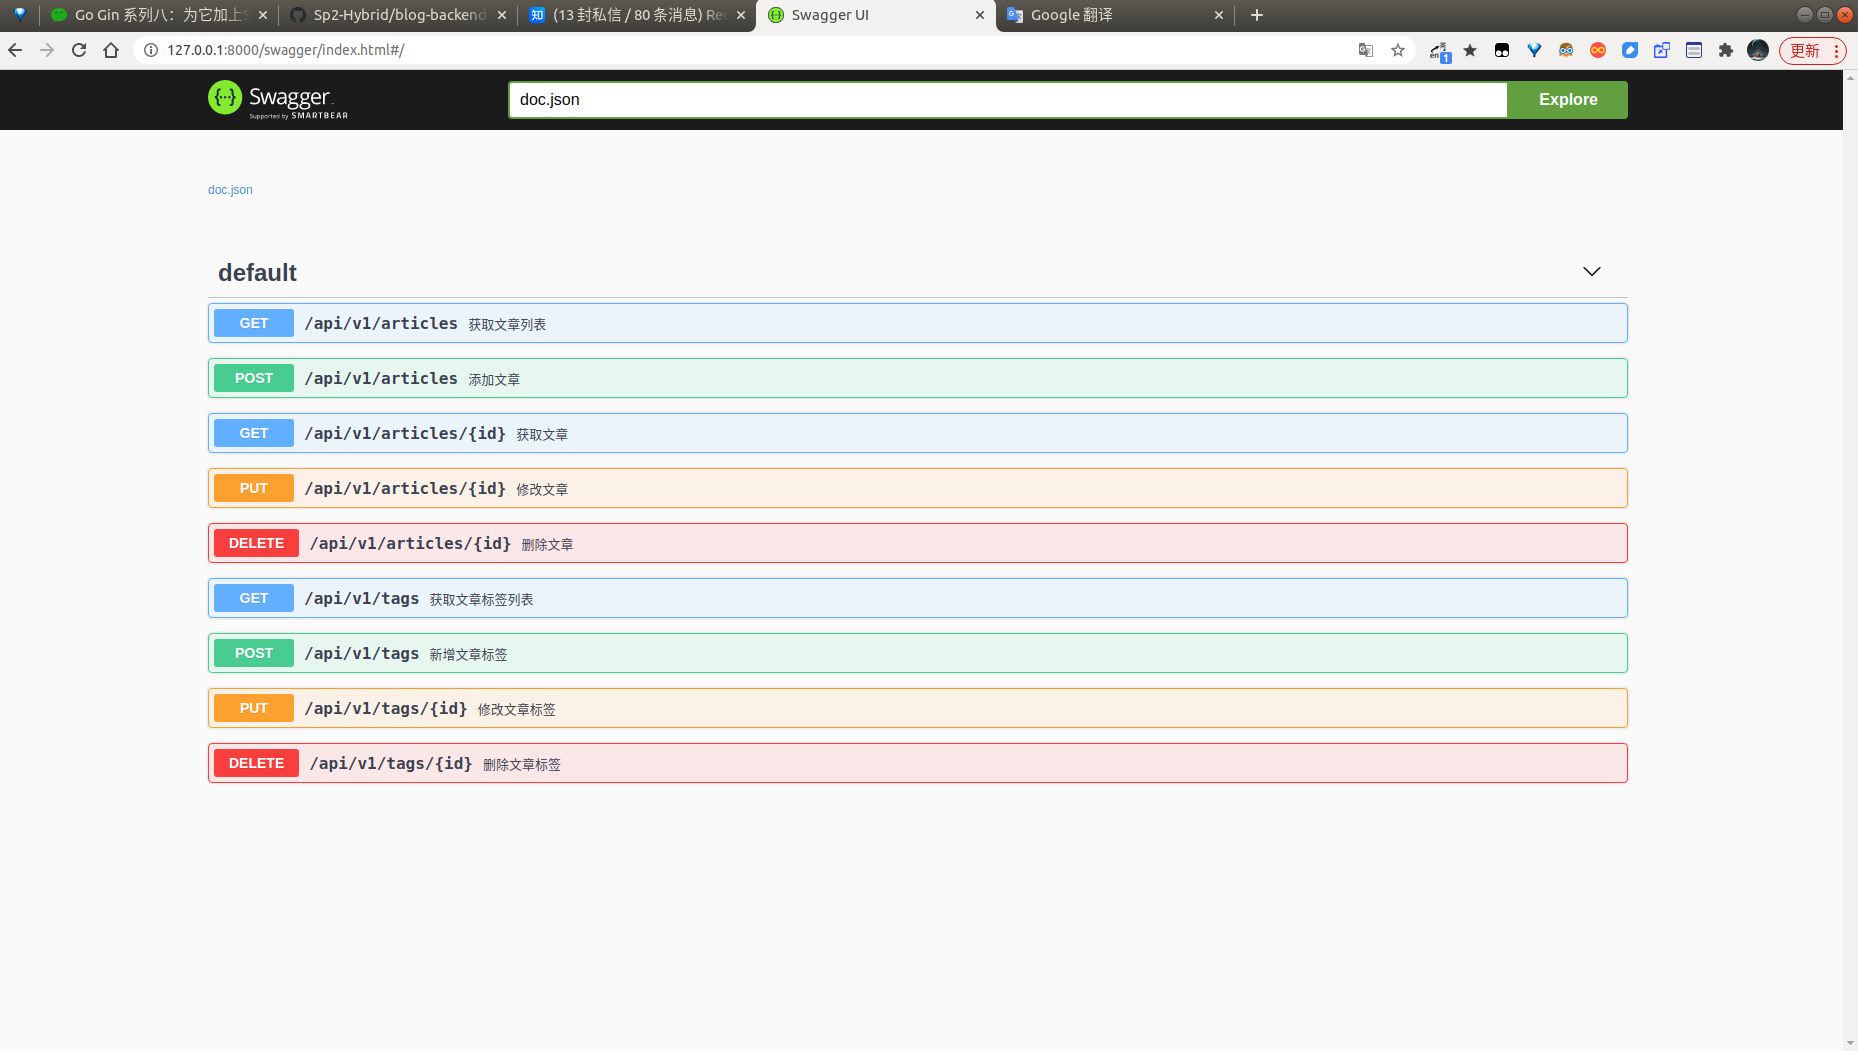 Go Gin 系列八：为它加上S
Sp2-Hybrid/blog-backend
(13 封私信 / 80 条消息) Re
Swagger UI
Google 翻译
127.0.0.1:8000/swagger/index.html#/
en
1
更新
Swagger
Supported by SMARTBEAR
doc.json
Explore
doc.json
default
GET /api/v1/articles 获取文章列表
POST /api/v1/articles 添加文章
GET /api/v1/articles/{id} 获取文章
PUT /api/v1/articles/{id} 修改文章
DELETE /api/v1/articles/{id} 删除文章
GET /api/v1/tags 获取文章标签列表
POST /api/v1/tags 新增文章标签
PUT /api/v1/tags/{id} 修改文章标签
DELETE /api/v1/tags/{id} 删除文章标签